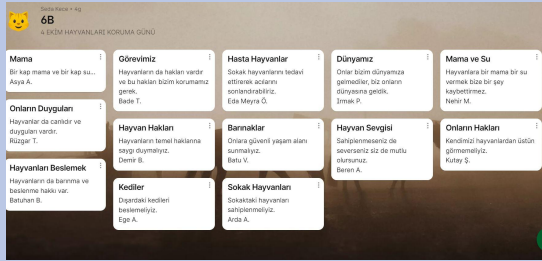 Seda Kece • 4g
6B
4 EKİM HAYVANLARI KORUMA GÜNÜ
Mama
Bir kap mama ve bir kap su...
Asya A.
Onların Duyguları
Hayvanlar da canlıdır ve
duyguları vardır.
Rüzgar T.
Hayvanları Beslemek
Hayvanların da barınma ve
beslenme hakkı var.
Batuhan B.
Görevimiz
Hayvanların da hakları vardır
ve bu hakları bizim korumamız
gerek.
Bade T.
Hayvan Hakları
Hayvanların temel haklarına
saygı duymalıyız.
Demir B.
Kediler
Dışardaki kedileri
beslemeliyiz.
Ege A.
Hasta Hayvanlar
Sokak hayvanlarını tedavi
ettirerek bu acılarını
sonlandırabiliriz.
Eda Meyra Ö.
Barınaklar
Onlara güvenli yaşam alanı
sunmalıyız.
Batu V.
Sokak Hayvanları
Sokaktaki hayvanları
sahiplenmeliyiz.
Arda A.
Dünyamız
Onlar bizim dünyamıza
gelmediler, biz onların
dünyasına geldik.
Irmak P.
Hayvan Sevgisi
Sahiplenmeseniz de
severseniz siz de mutlu
olursunuz.
Beren A.
Mama ve Su
Hayvanlara bir mama bir su
vermek bize bir şey
kaybettirmez.
Nehir M.
Onların Hakları
Kendimizi hayvanlardan üstün
görmemeliyiz.
Kutay Ş.